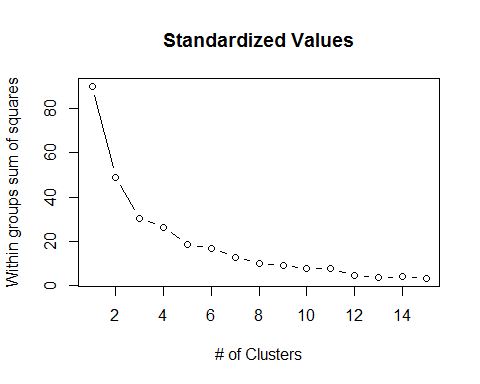 Standardized Values
Within groups sum of squares
80
60
40
20
0
2 4 6 8 10 12 14
# of Clusters